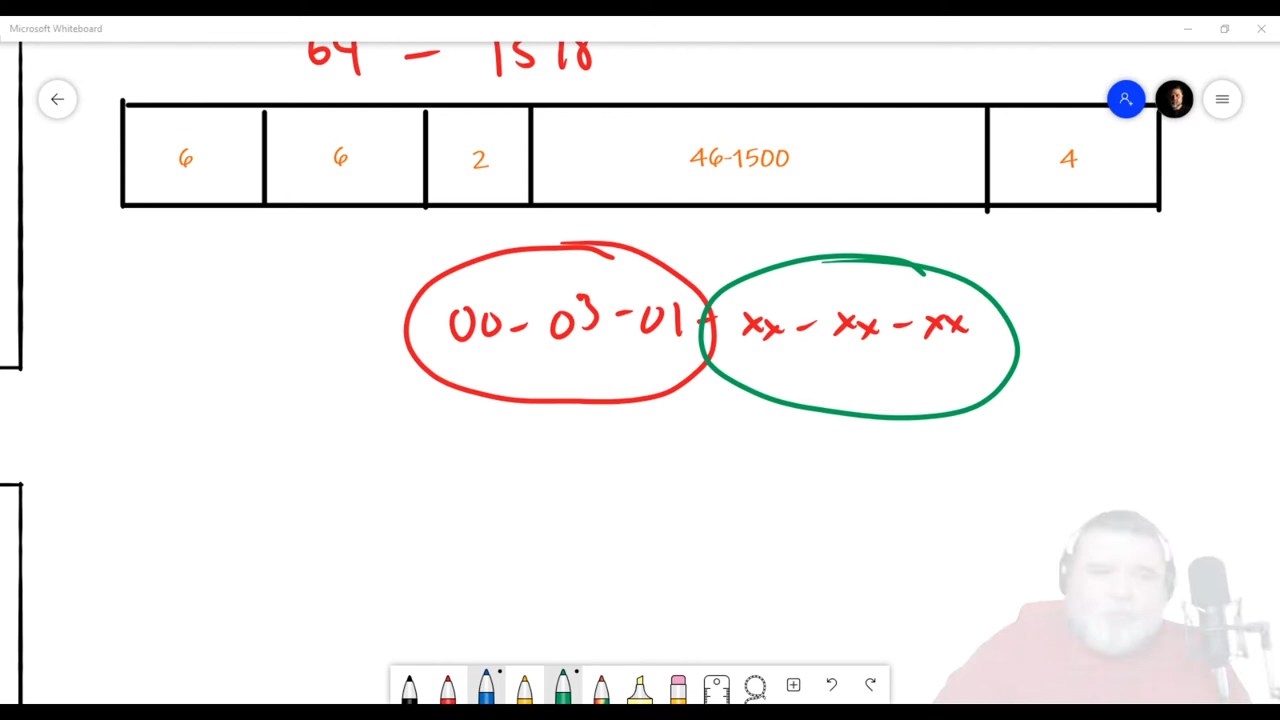 Microsoft Whiteboard
64 - 1518
6 6 2 46-1500 4
00 - 03 - 01 - xx - xx - xx